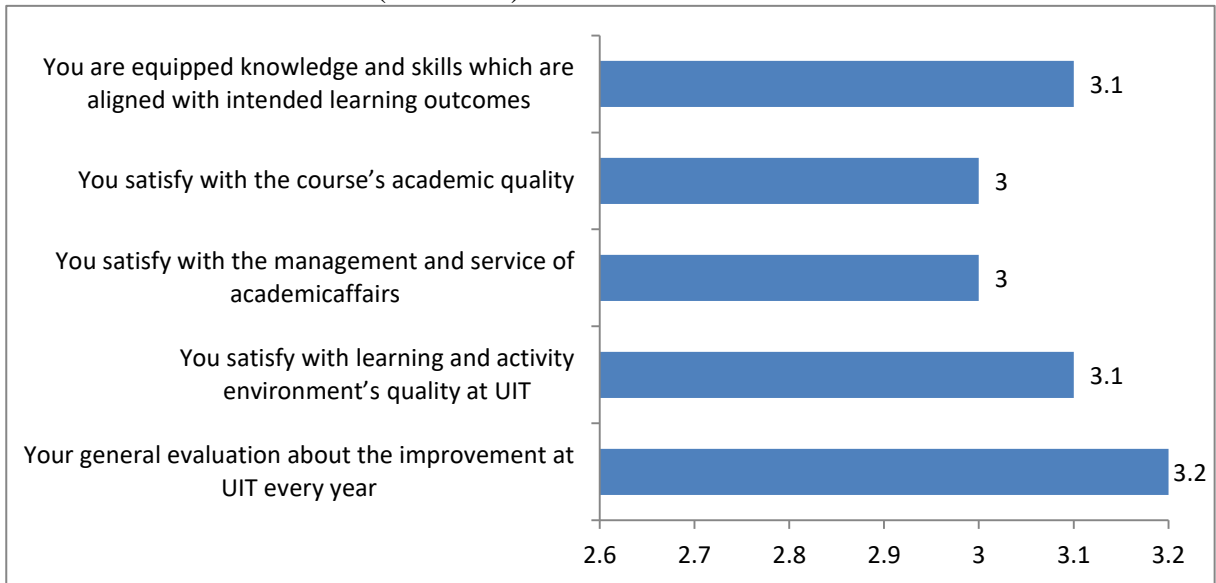 You are equipped knowledge and skills which are
aligned with intended learning outcomes
3.1
You satisfy with the course's academic quality
3
You satisfy with the management and service of
academicaffairs
3
You satisfy with learning and activity
environment's quality at UIT
3.1
Your general evaluation about the improvement at
UIT every year
3.2
2.6 2.7 2.8 2.9 3 3.1 3.2